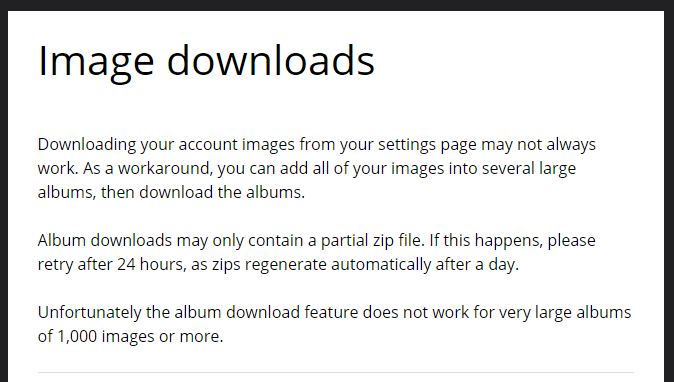 Image downloads
Downloading your account images from your settings page may not always
work. As a workaround, you can add all of your images into several large
albums, then download the albums.
Album downloads may only contain a partial zip file. If this happens, please
retry after 24 hours, as zips regenerate automatically after a day.
Unfortunately the album download feature does not work for very large albums
of 1,000 images or more.